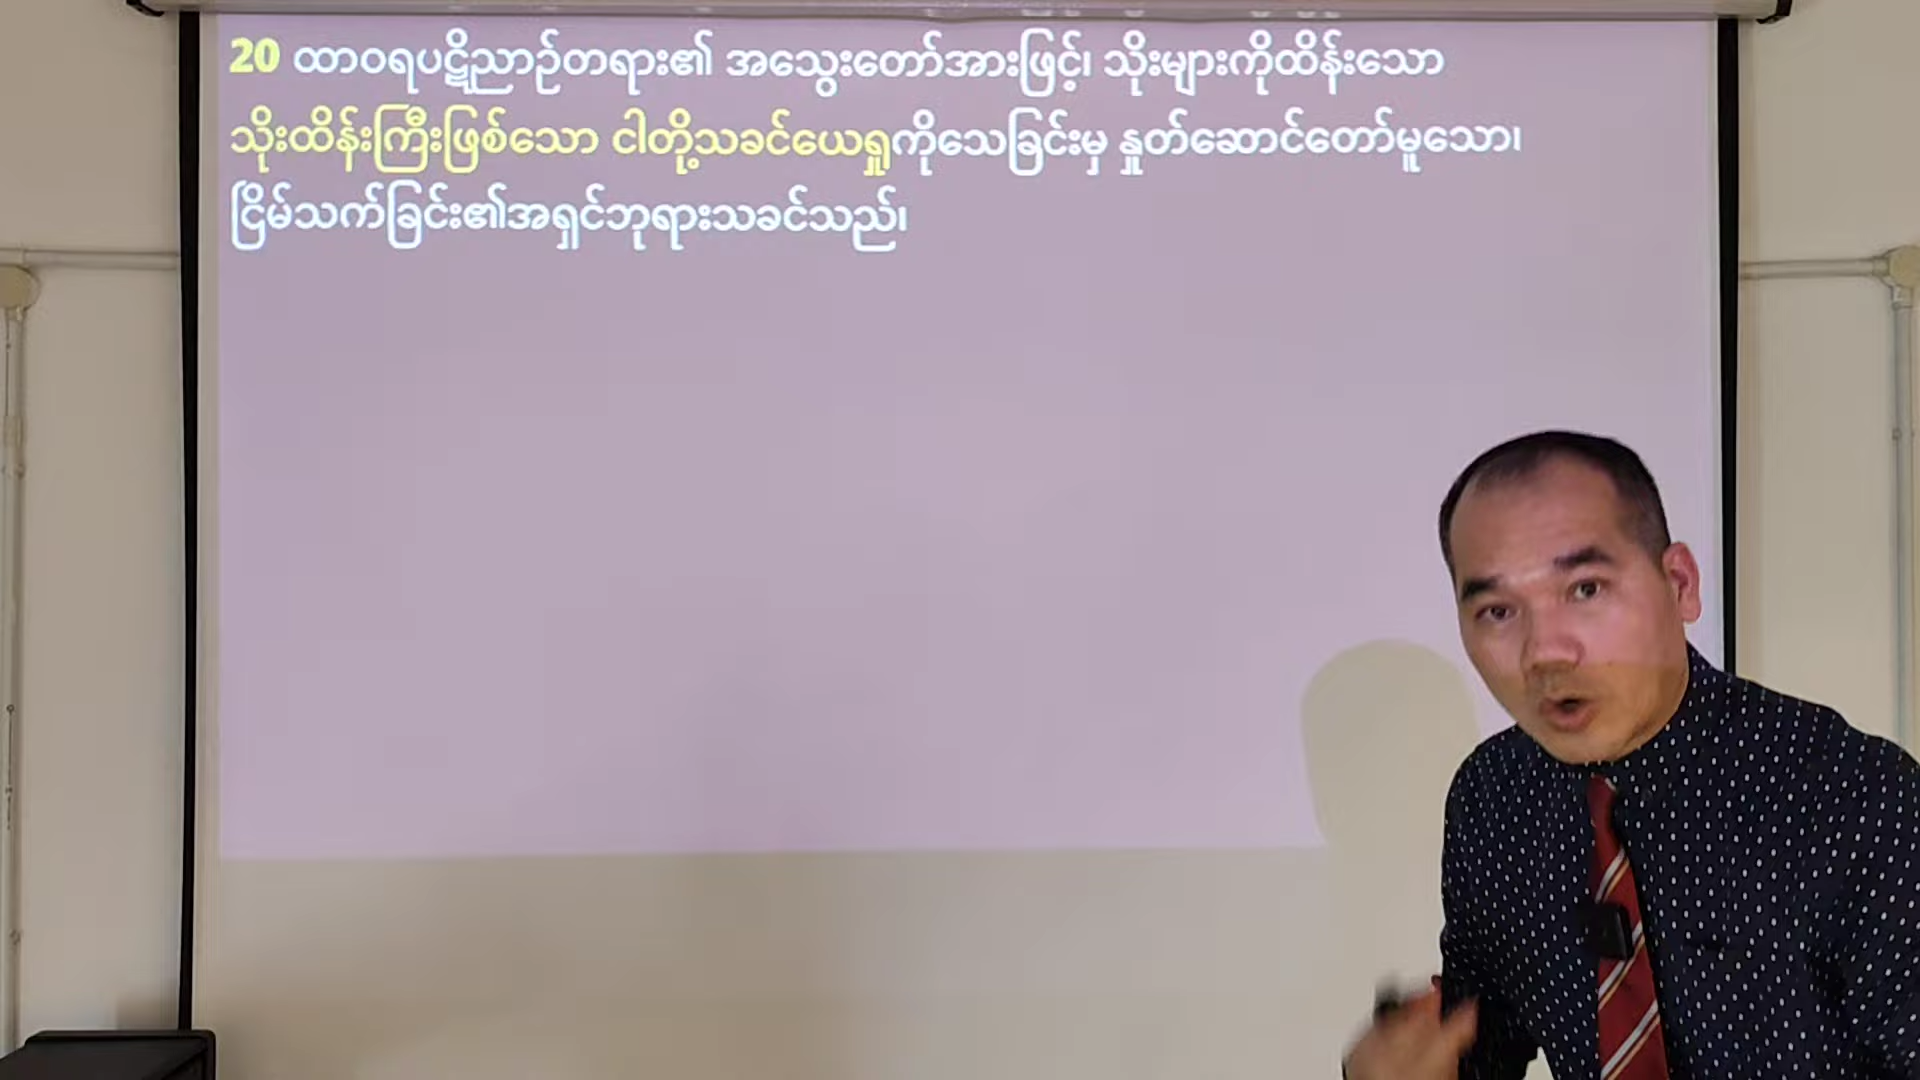 20 ထာဝရပဋိညာဉ်တရား၏ အသွေးတော်အားဖြင့်၊ သိုးများကိုထိန်းသော
သိုးထိန်းကြီးဖြစ်သော ငါတို့သခင်ယေရှုကိုသေခြင်းမှ နှုတ်ဆောင်တော်မူသော၊
ငြိမ်သက်ခြင်း၏အရှင်ဘုရားသခင်သည်၊